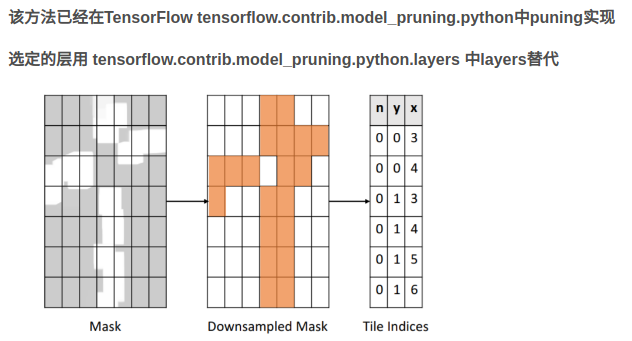 该方法已经在TensorFlow tensorflow.contrib.model_pruning.python中puning实现
选定的层用 tensorflow.contrib.model_pruning.python.layers 中layers替代
n y x
0 0 3
0 0 4
0 1 3
0 1 4
0 1 5
0 1 6
Mask
Downsampled Mask
Tile Indices